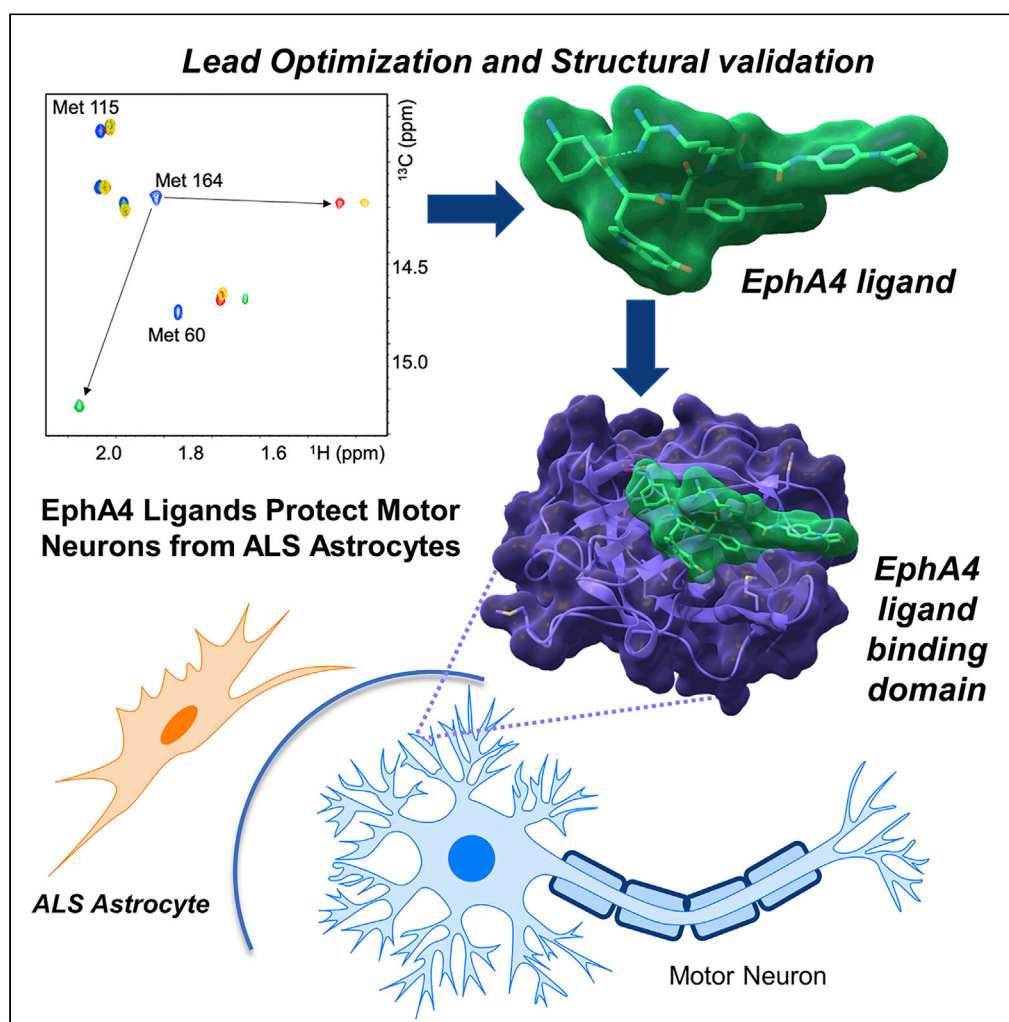 Lead Optimization and Structural validation
Met 115
Met 164
Met 60
14.5
15.0
¹³C (ppm)
2.0
1.8
1.6
¹H (ppm)
EphA4 ligand
EphA4 Ligands Protect Motor
Neurons from ALS Astrocytes
EphA4
ligand
binding
domain
ALS Astrocyte
Motor Neuron